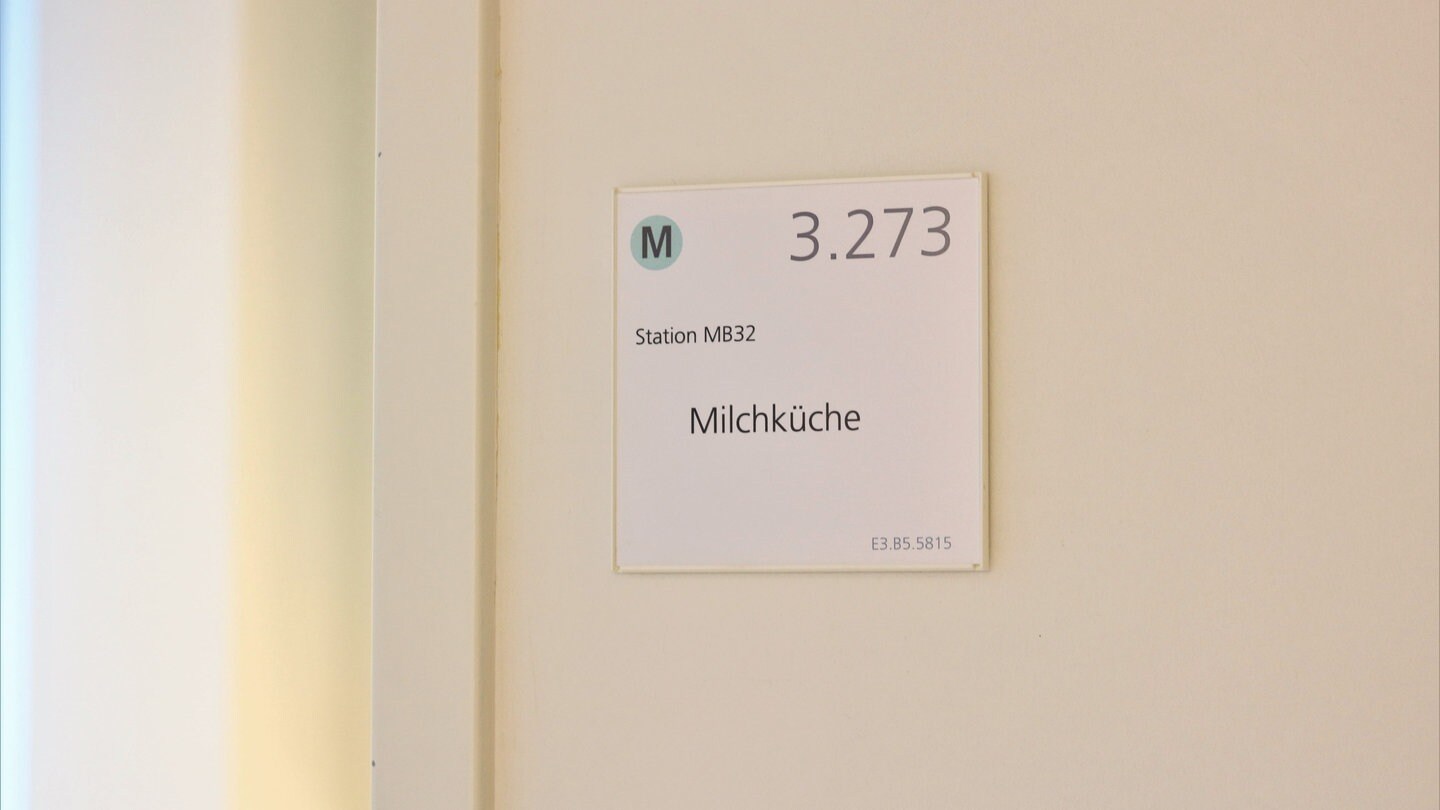 M 3.273
Station MB32
Milchküche
E3.B5.5815